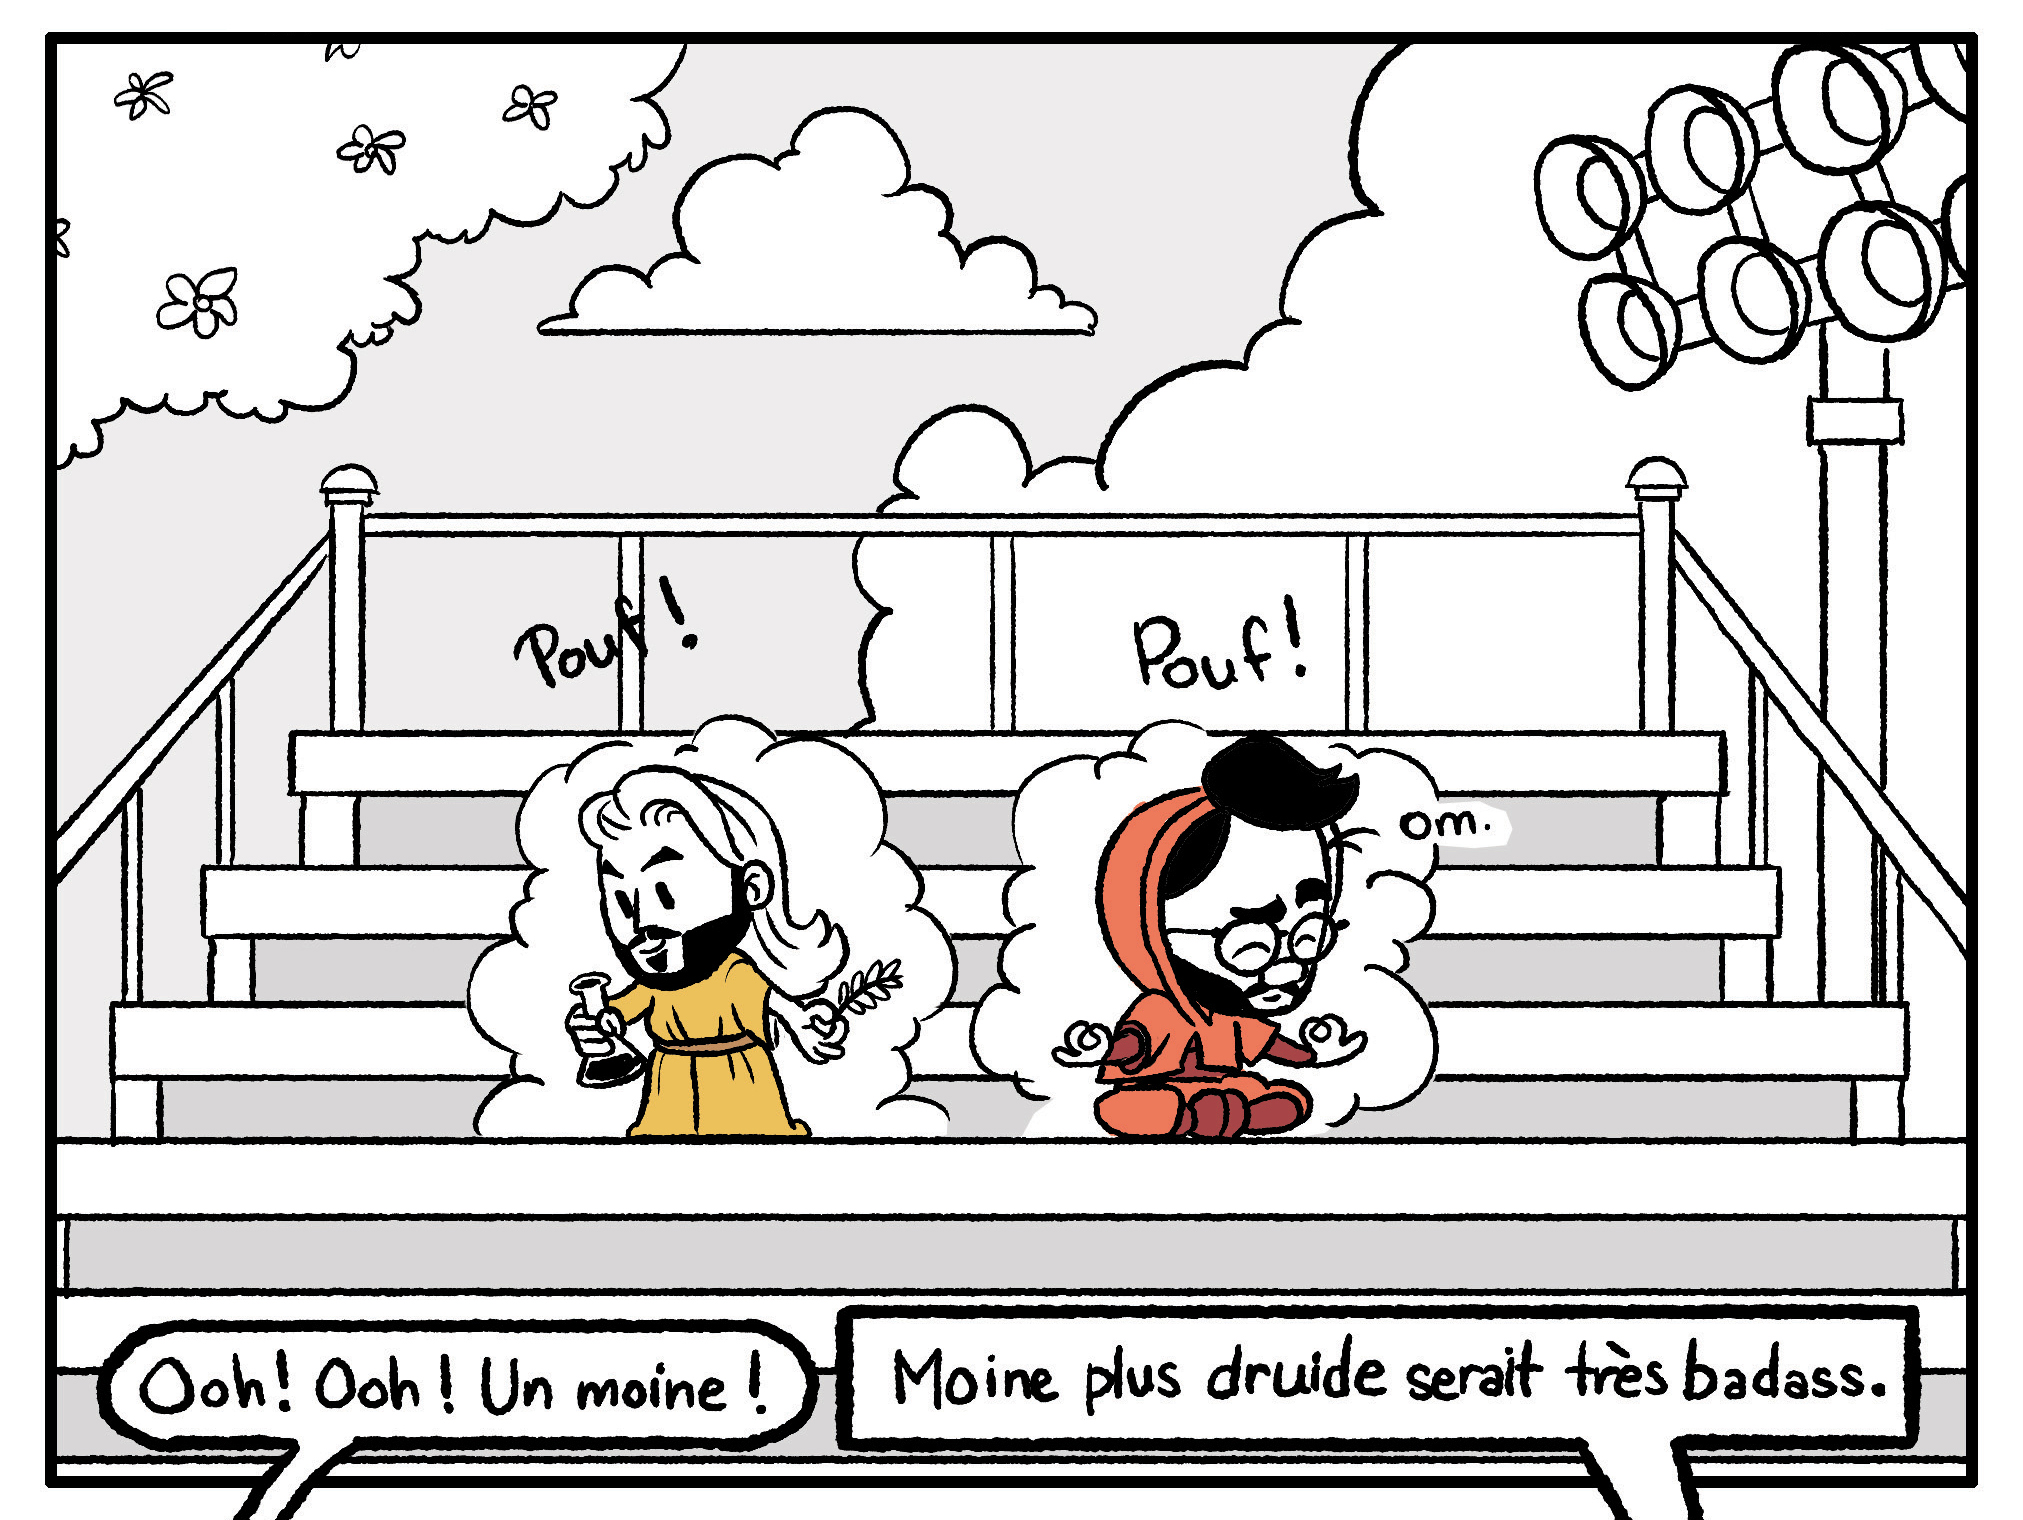 Pouf!
Pouf!
om.
Ooh! Ooh! Un moine!
Moine plus druide serait très badass.